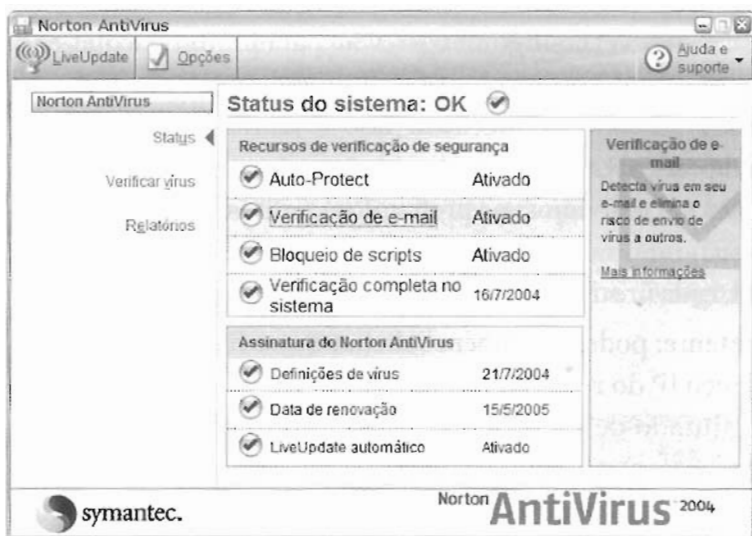 Norton AntiVirus
LiveUpdate
Opções
Ajuda e suporte
Norton AntiVirus
Status
Verificar vírus
Relatórios
Status do sistema: OK
Recursos de verificação de segurança
Auto-Protect Ativado
Verificação de e-mail Ativado
Bloqueio de scripts Ativado
Verificação completa no sistema 16/7/2004
Assinatura do Norton AntiVirus
Definições de vírus 21/7/2004
Data de renovação 15/5/2005
LiveUpdate automático Ativado
Verificação de e-
mail
Detecta vírus em seu
e-mail e elimina o
risco de envio de
vírus a outros.
Mais informações
symantec.
Norton AntiVirus 2004